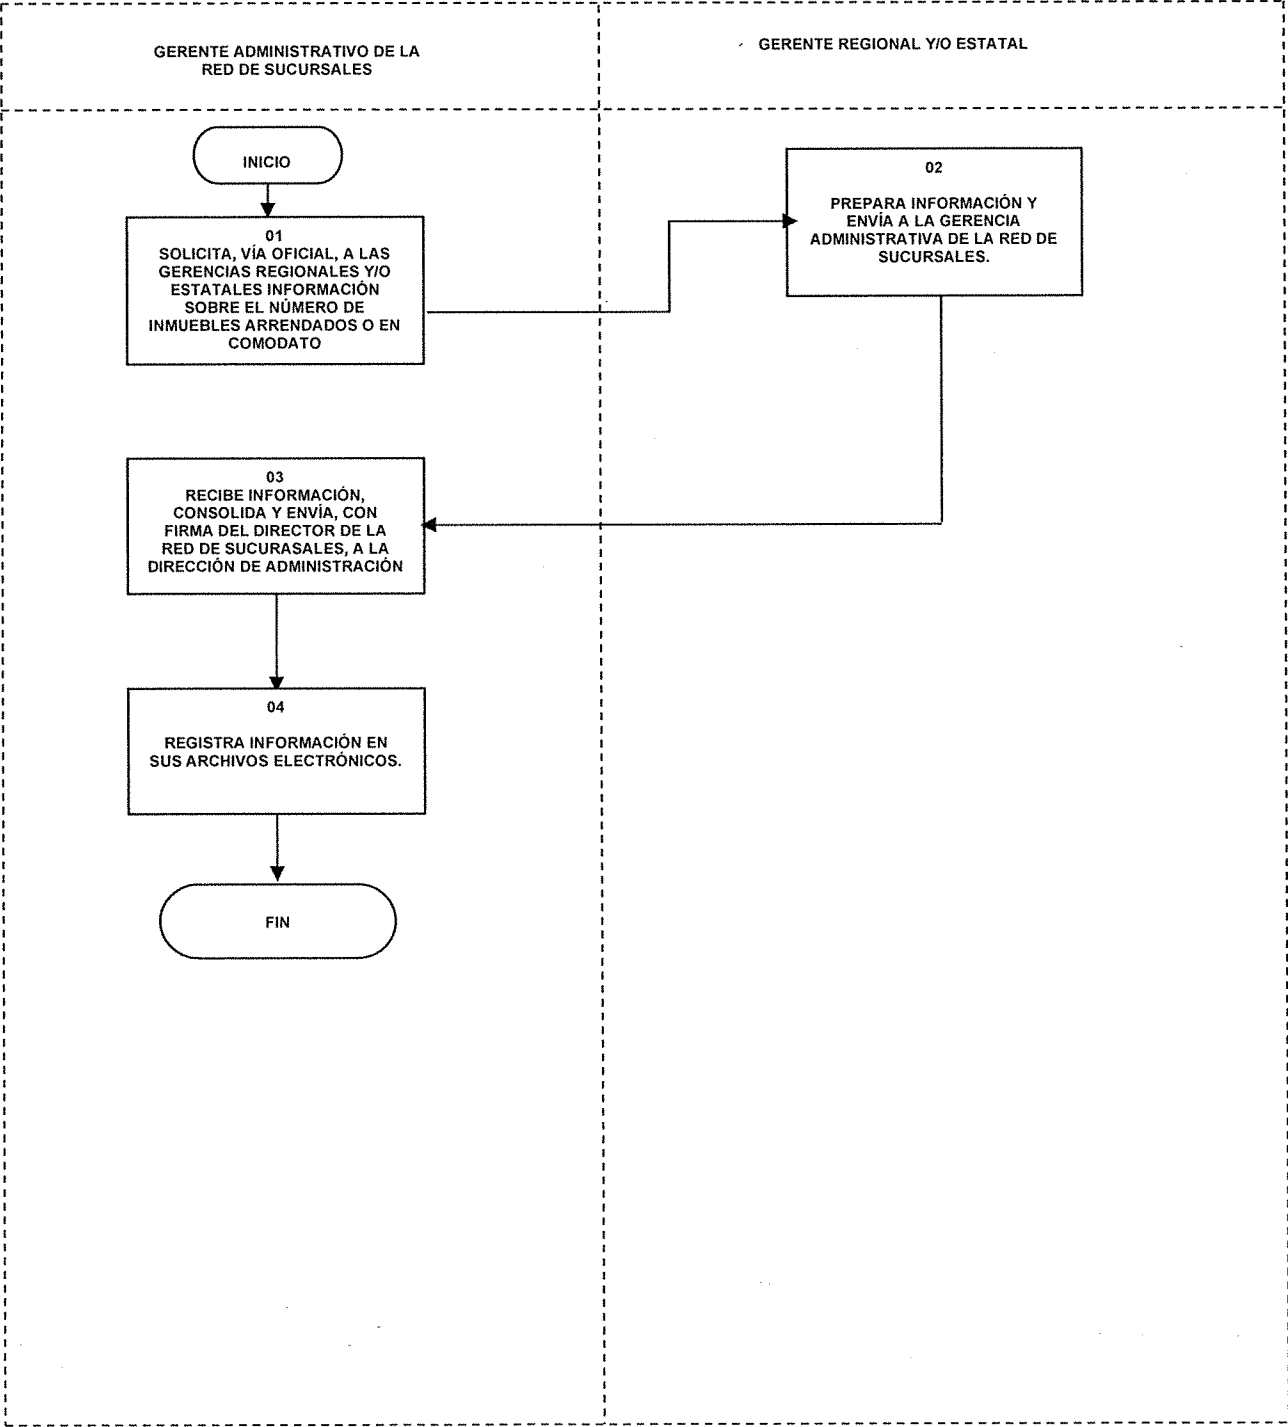 GERENTE ADMINISTRATIVO DE LA
RED DE SUCURSALES
GERENTE REGIONAL Y/O ESTATAL
INICIO
01
SOLICITA, VÍA OFICIAL, A LAS
GERENCIAS REGIONALES Y/O
ESTATALES INFORMACIÓN
SOBRE EL NÚMERO DE
INMUEBLES ARRENDADOS O EN
COMODATO
02
PREPARA INFORMACIÓN Y
ENVÍA A LA GERENCIA
ADMINISTRATIVA DE LA RED DE
SUCURSALES.
03
RECIBE INFORMACIÓN,
CONSOLIDA Y ENVÍA, CON
FIRMA DEL DIRECTOR DE LA
RED DE SUCURASALES, A LA
DIRECCIÓN DE ADMINISTRACIÓN
04
REGISTRA INFORMACIÓN EN
SUS ARCHIVOS ELECTRÓNICOS.
FIN